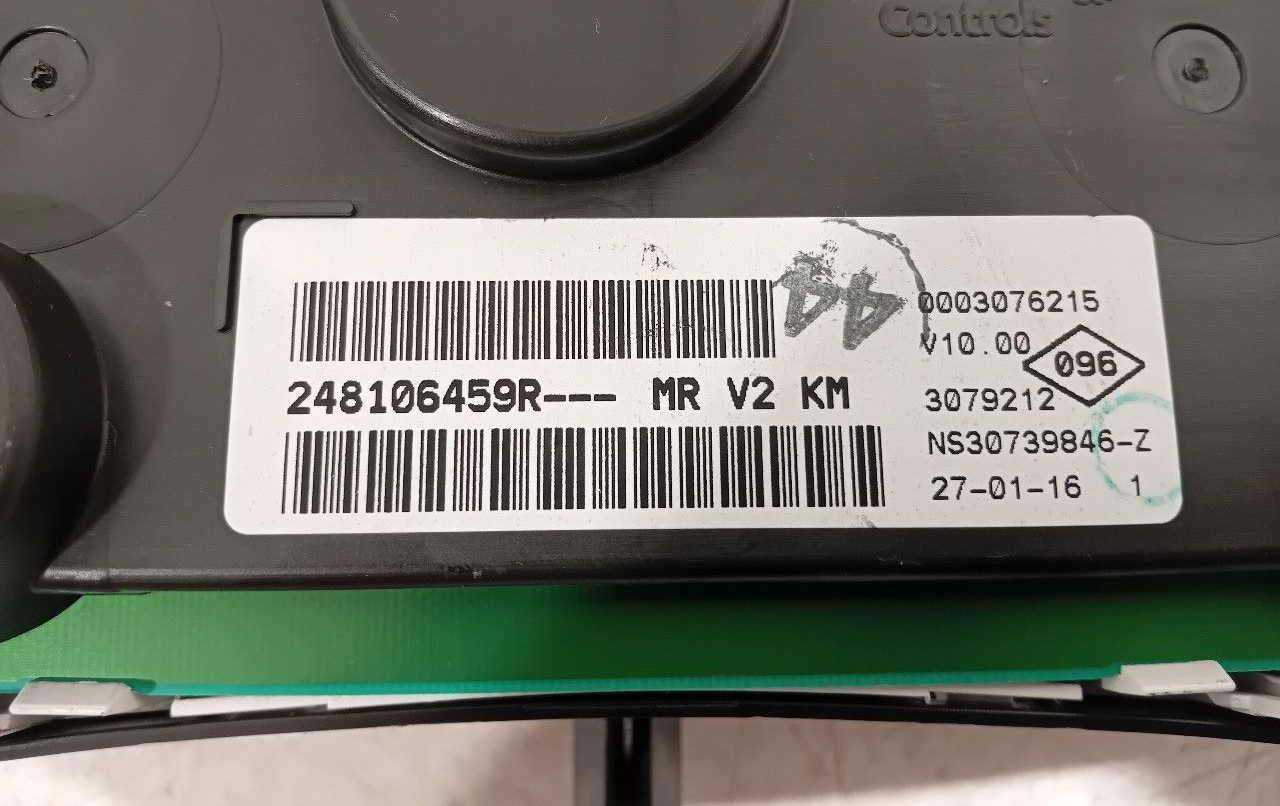 Controls
44
0003076215
V10.00
096
248106459R--- MR V2 KM
3079212
NS30739846-Z
27-01-16 1